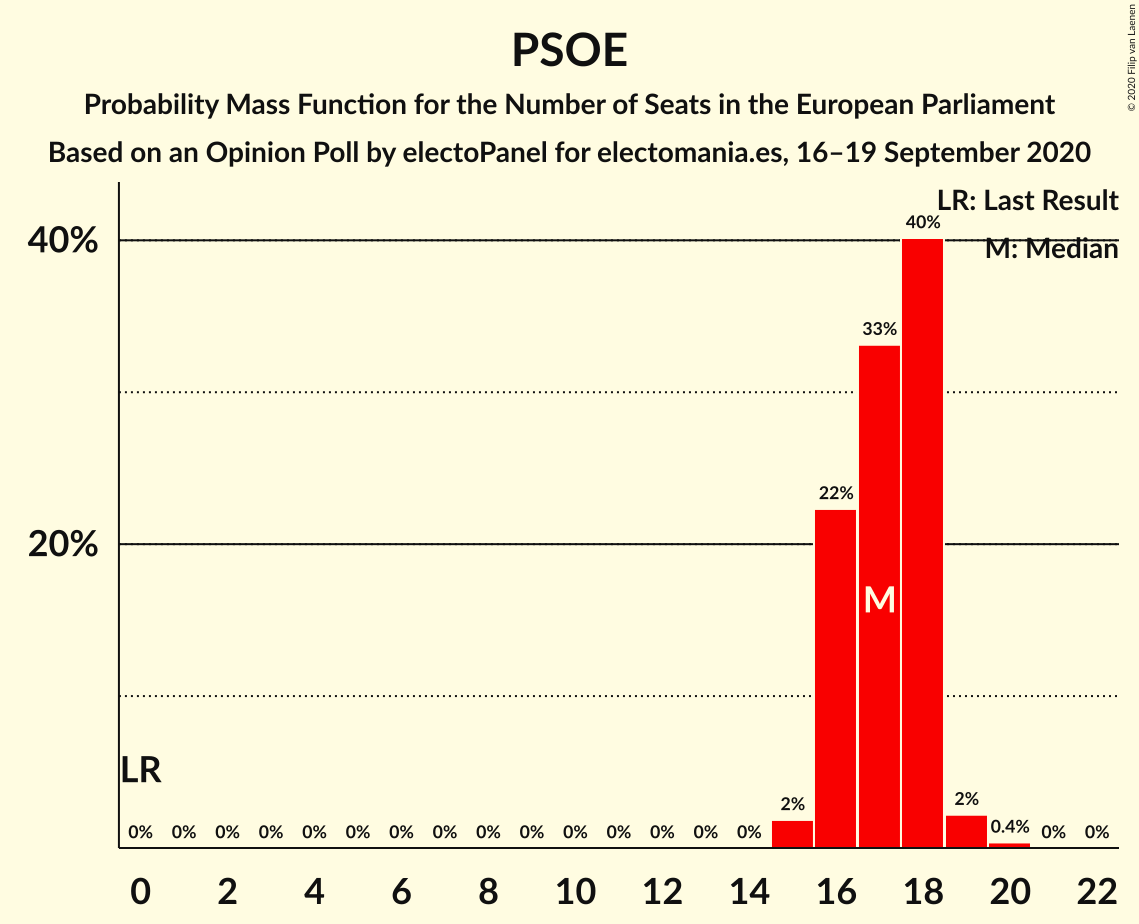 PSOE
Probability Mass Function for the Number of Seats in the European Parliament
Based on an Opinion Poll by electoPanel for electomania.es, 16–19 September 2020
© 2020 Filip van Laenen
LR: Last Result
M: Median
40%
20%
40%
33%
22%
M
LR
0% 0% 0% 0% 0% 0% 0% 0% 0% 0% 0% 0% 0% 0% 0% 2% 2% 0.4% 0% 0%
0 2 4 6 8 10 12 14 16 18 20 22